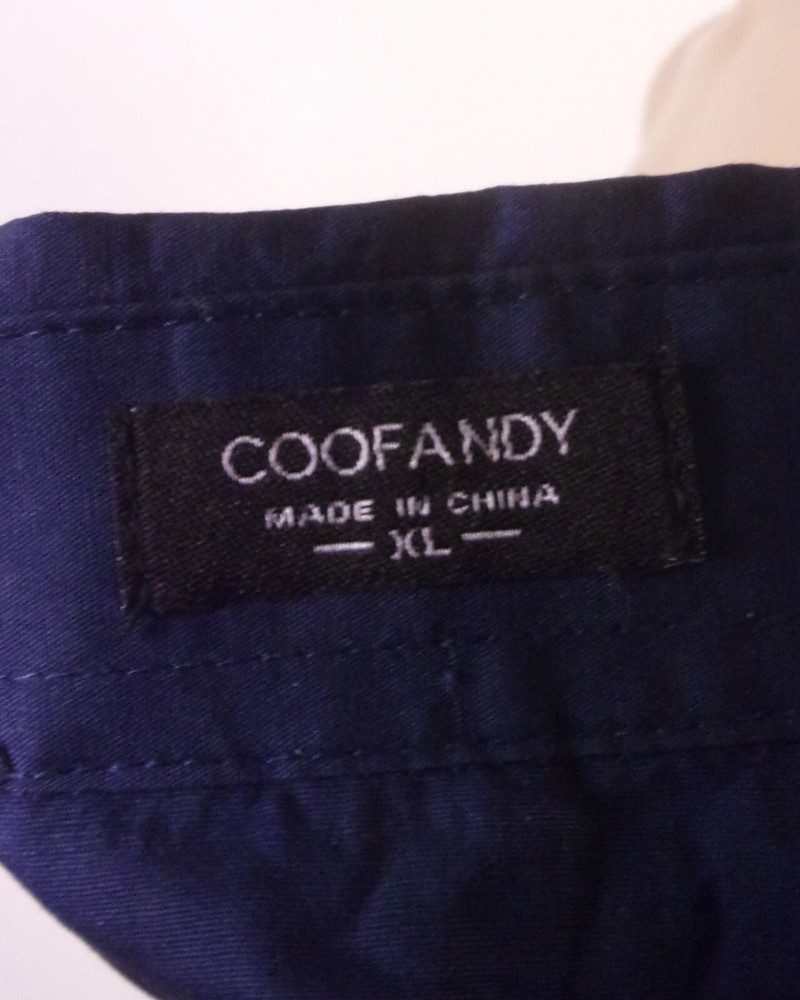 COOFANDY
MADE IN CHINA
— XL —